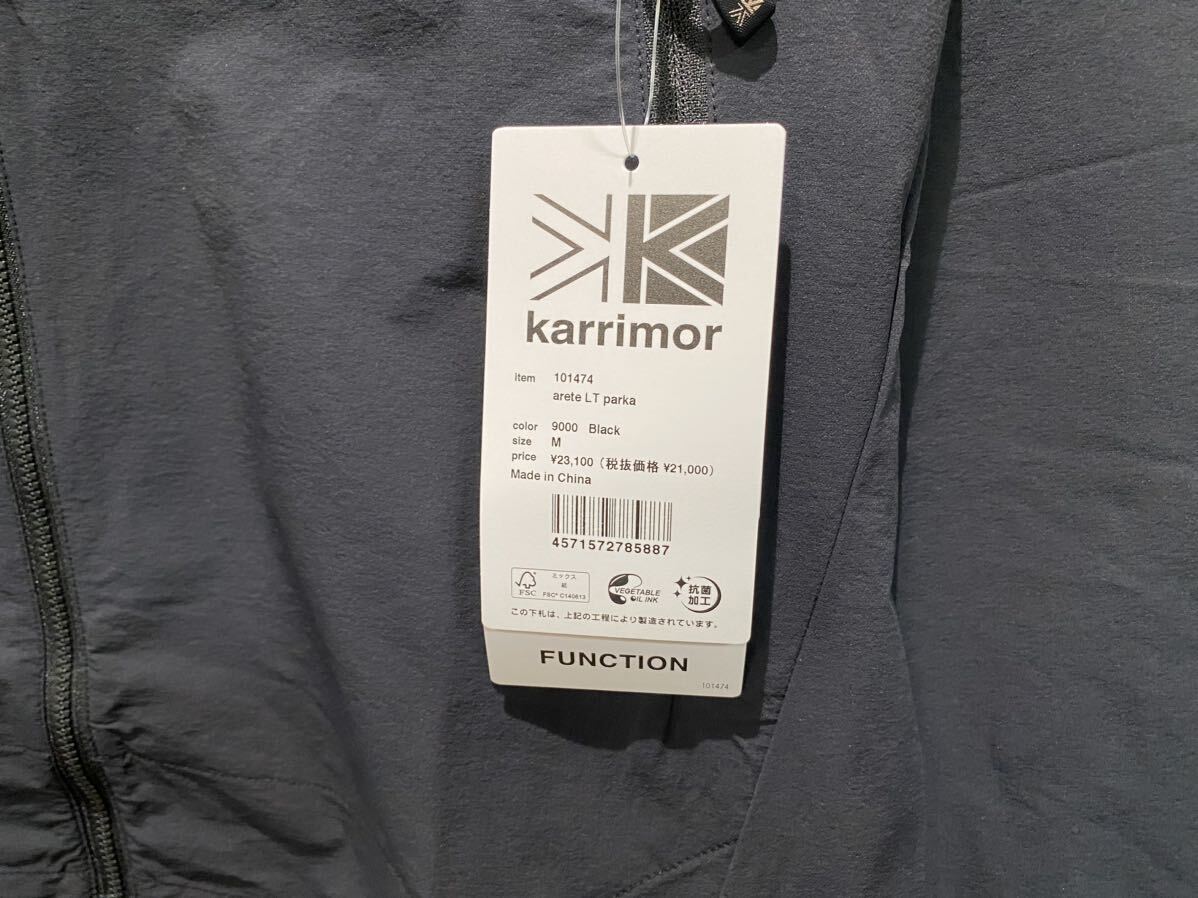 karrimor
item 101474
arete LT parka
color 9000 Black
size M
price ¥23,100（税抜価格 ¥21,000）
Made in China
4571572785887
FSC
ミックス
紙
FSC® C140613
VEGETABLE
OIL INK
抗菌
加工
この下札は、上記の工程により製造されています。
FUNCTION
101474